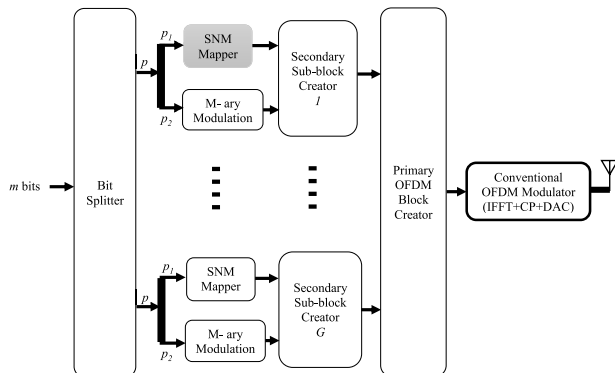 m bits
Bit
Splitter
p
p1
SNM
Mapper
p2
M- ary
Modulation
Secondary
Sub-block
Creator
1
p
p1
SNM
Mapper
p2
M- ary
Modulation
Secondary
Sub-block
Creator
G
Primary
OFDM
Block
Creator
Conventional
OFDM Modulator
(IFFT+CP+DAC)